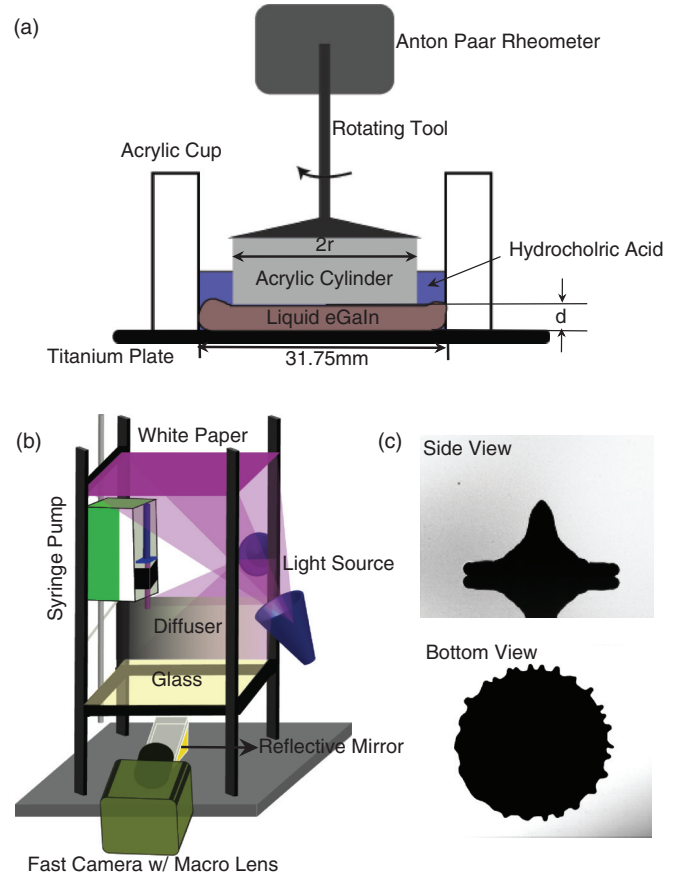 (a)
Anton Paar Rheometer
Rotating Tool
Acrylic Cup
2r
Hydrocholric Acid
Acrylic Cylinder
Liquid eGaIn
d
Titanium Plate
31.75mm
(b)
White Paper
(c)
Side View
Syringe Pump
Light Source
Diffuser
Glass
Bottom View
Reflective Mirror
Fast Camera w/ Macro Lens